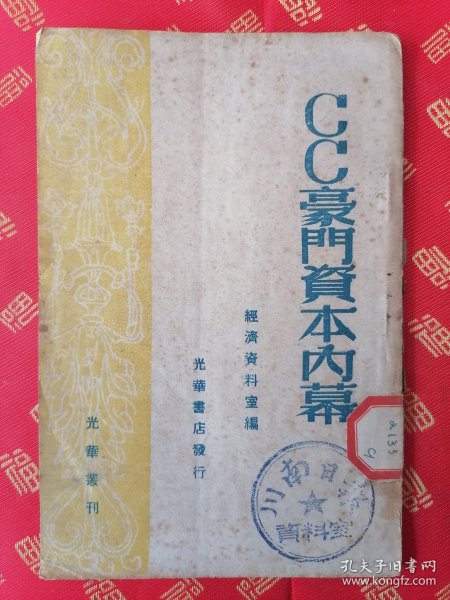 CC豪門資本內幕
經濟資料室編
光華書店發行
光華叢刊
川南日報
資料室
2133
孔夫子旧书网
book.kongfz.com